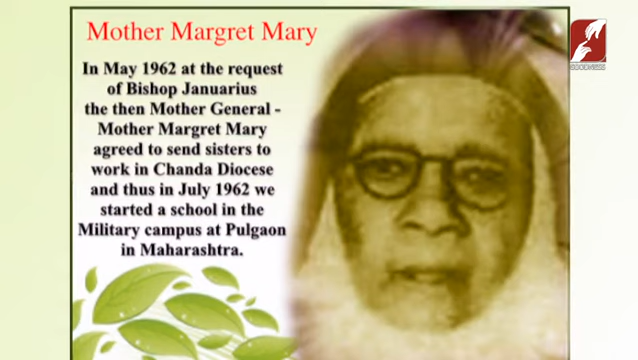 Mother Margret Mary
In May 1962 at the request
of Bishop Januarius
the then Mother General -
Mother Margret Mary
agreed to send sisters to
work in Chanda Diocese
and thus in July 1962 we
started a school in the
Military campus at Pulgaon
in Maharashtra.